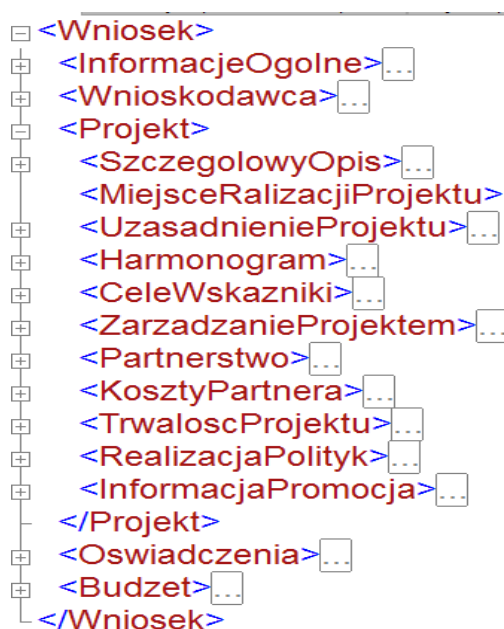 <Wniosek>
<InformacjeOgolne>...
<Wnioskodawca>...
<Projekt>
<SzczegolowyOpis>...
<MiejsceRalizacjiProjektu>
<UzasadnienieProjektu>...
<Harmonogram>...
<CeleWskazniki>...
<ZarzadzanieProjektem>...
<Partnerstwo>...
<KosztyPartnera>...
<TrwaloscProjektu>...
<RealizacjaPolityk>...
<InformacjaPromocja>...
</Projekt>
<Oswiadczenia>...
<Budzet>...
</Wniosek>